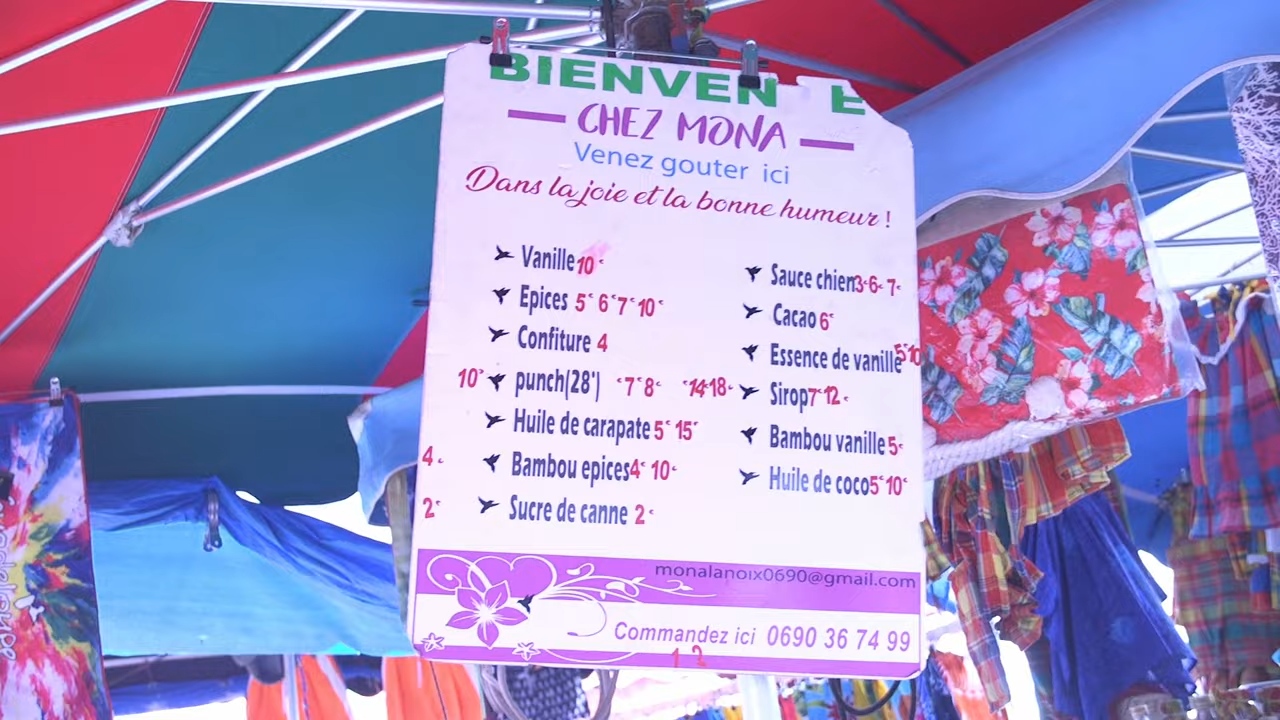 BIENVEN E
CHEZ MONA
Venez gouter ici
Dans la joie et la bonne humeur !
Vanille 10€
Epices 5€ 6€ 7€ 10€
Confiture 4
10€ punch(28') €7€8€ €14€18€
Huile de carapate 5€ 15€
4€ Bambou epices 4€ 10€
2€ Sucre de canne 2€
Sauce chien 3€ 6€ 7€
Cacao 6€
Essence de vanille 5€ 10
Sirop 7€ 12€
Bambou vanille 5€
Huile de coco 5€ 10€
monalanoix0690@gmail.com
Commandez ici 0690 36 74 99
1 2